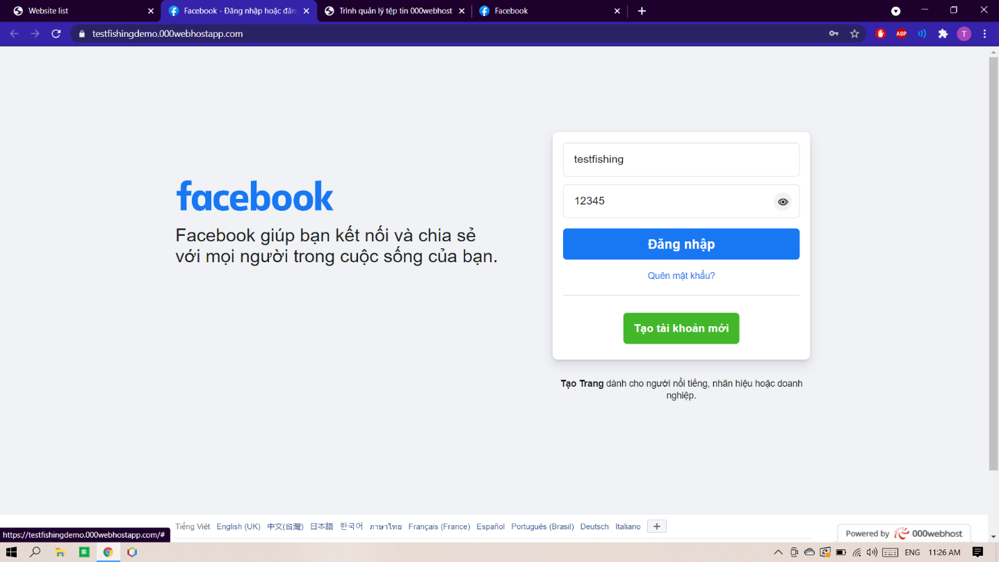 Website list
Facebook - Đăng nhập hoặc đăn
Trình quản lý tệp tin 000webhost
Facebook
testfishingdemo.000webhostapp.com
ABP
T
testfishing
facebook
12345
Facebook giúp bạn kết nối và chia sẻ
với mọi người trong cuộc sống của bạn.
Đăng nhập
Quên mật khẩu?
Tạo tài khoản mới
Tạo Trang dành cho người nổi tiếng, nhãn hiệu hoặc doanh
nghiệp.
Tiếng Việt English (UK) 中文(台灣) 日本語 한국어 ภาษาไทย Français (France) Español Português (Brasil) Deutsch Italiano
https://testfishingdemo.000webhostapp.com/#
Powered by 000webhost
ENG 11:26 AM